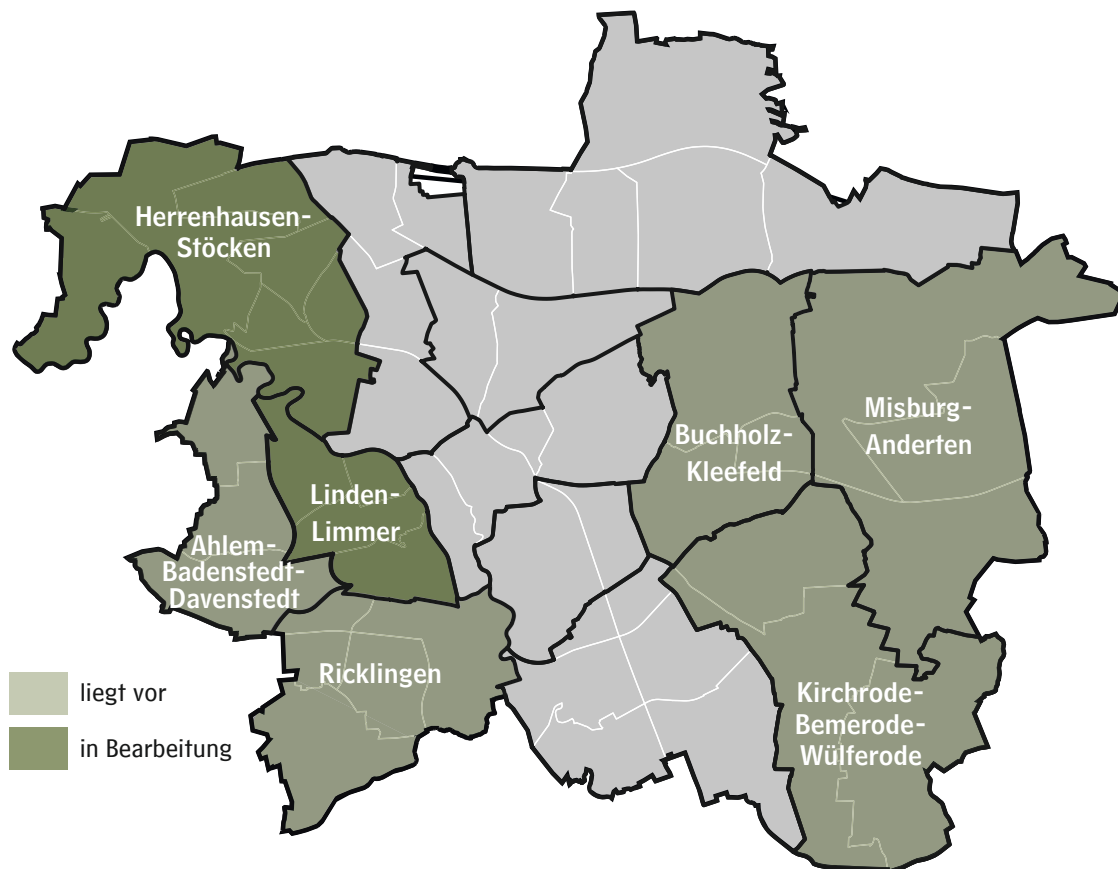 Herrenhausen-
Stöcken
Misburg-
Anderten
Buchholz-
Kleefeld
Linden-
Limmer
Ahlem-
Badenstedt-
Davenstedt
Ricklingen
Kirchrode-
Bemerode-
Wülferode
liegt vor
in Bearbeitung